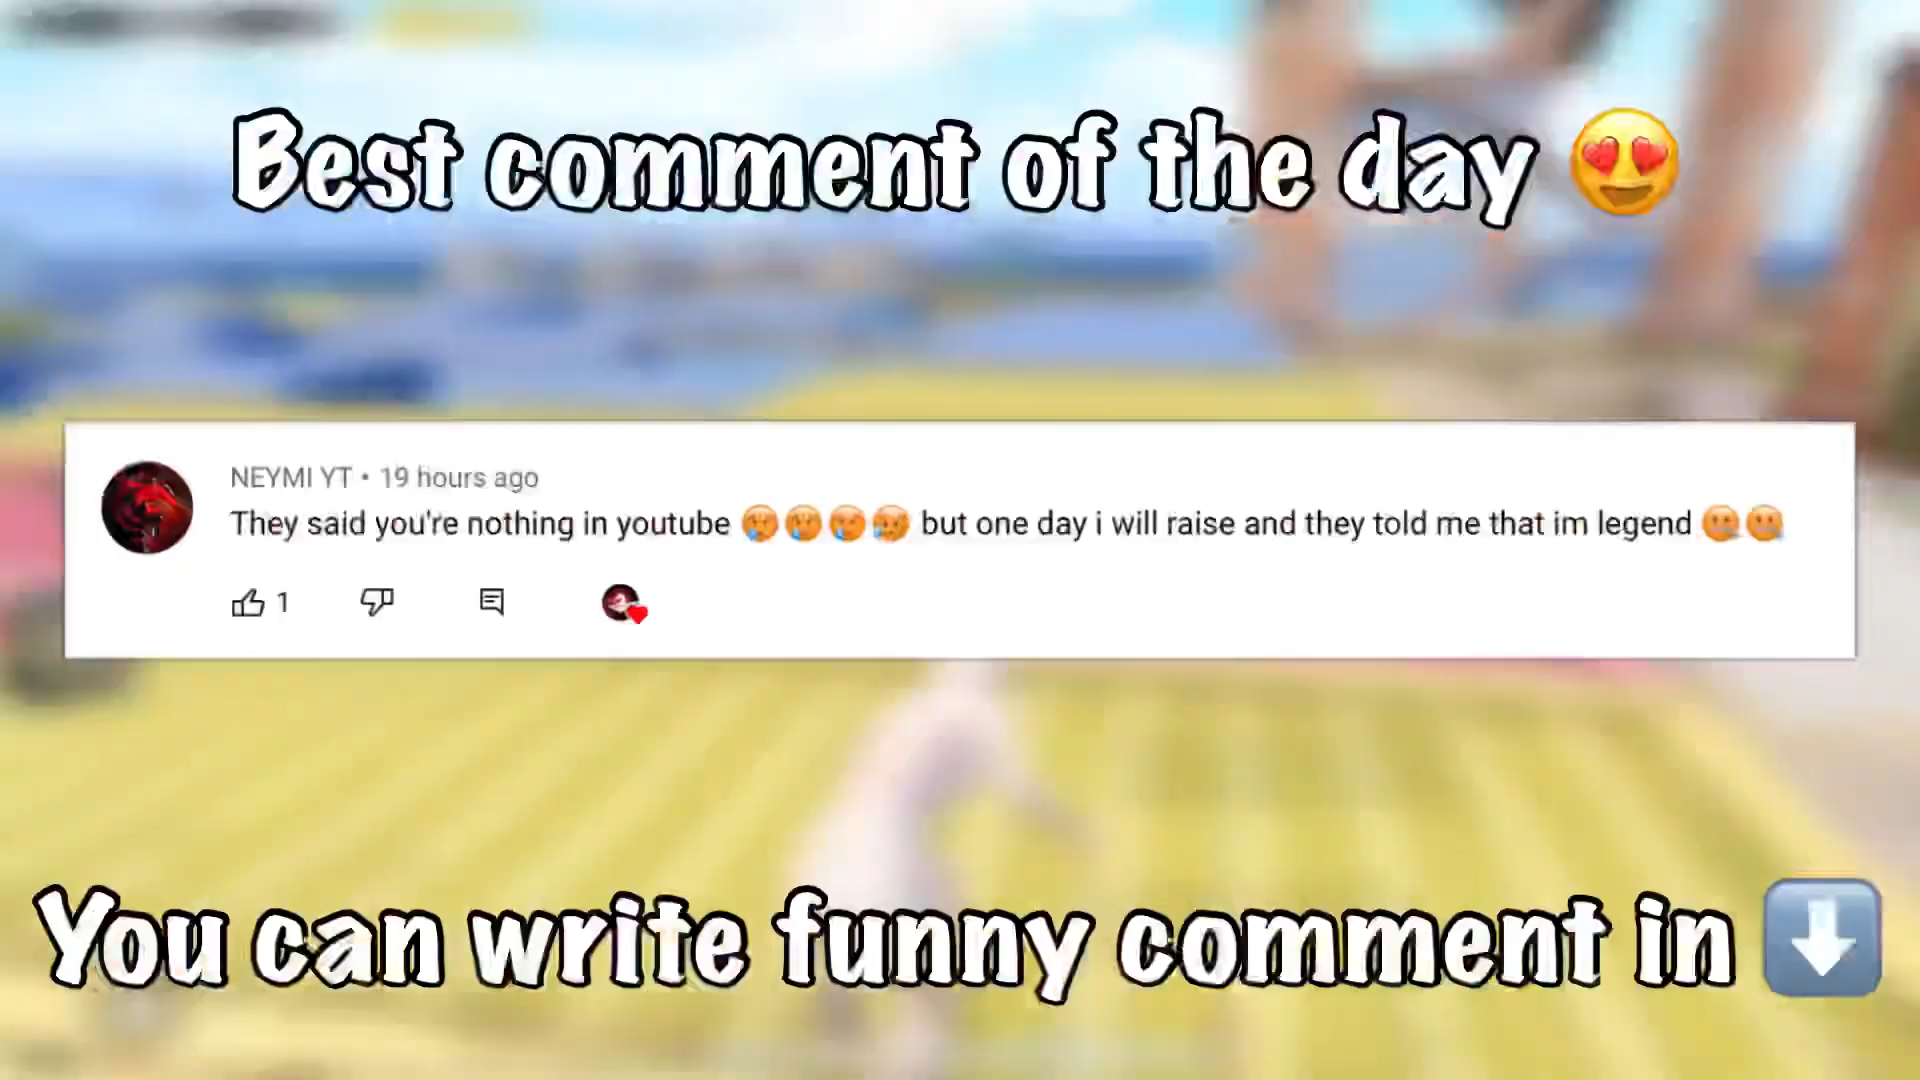 Best comment of the day 😍
NEYMI YT • 19 hours ago
They said you're nothing in youtube 😢😢😢🥲 but one day i will raise and they told me that im legend 🤐🤐
1
You can write funny comment in ⬇️